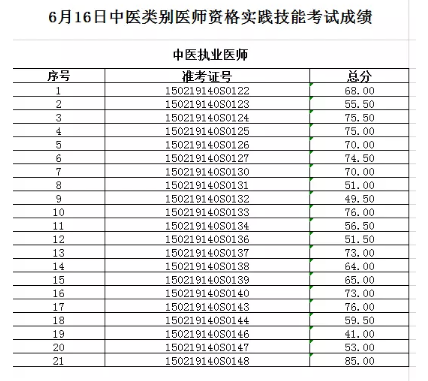 6月16日中医类别医师资格实践技能考试成绩
中医执业医师
序号 准考证号 总分
1 150219140S0122 68.00
2 150219140S0123 55.50
3 150219140S0124 75.50
4 150219140S0125 75.00
5 150219140S0126 70.00
6 150219140S0127 74.50
7 150219140S0130 70.00
8 150219140S0131 51.00
9 150219140S0132 49.50
10 150219140S0133 76.00
11 150219140S0134 56.50
12 150219140S0136 51.50
13 150219140S0137 73.00
14 150219140S0138 64.00
15 150219140S0139 65.00
16 150219140S0140 73.00
17 150219140S0143 76.00
18 150219140S0144 59.50
19 150219140S0146 41.00
20 150219140S0147 53.00
21 150219140S0148 85.00